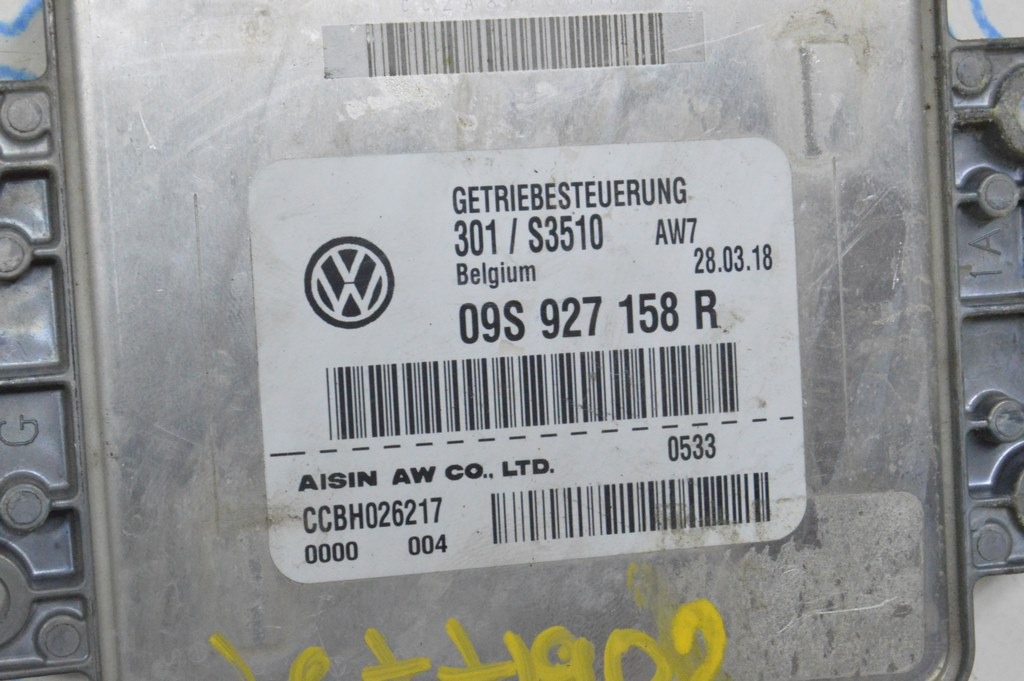 GETRIEBESTEUERUNG
301 / S3510 AW7
Belgium 28.03.18
09S 927 158 R
0533
AISIN AW CO., LTD.
CCBH026217
0000 004
1A
G